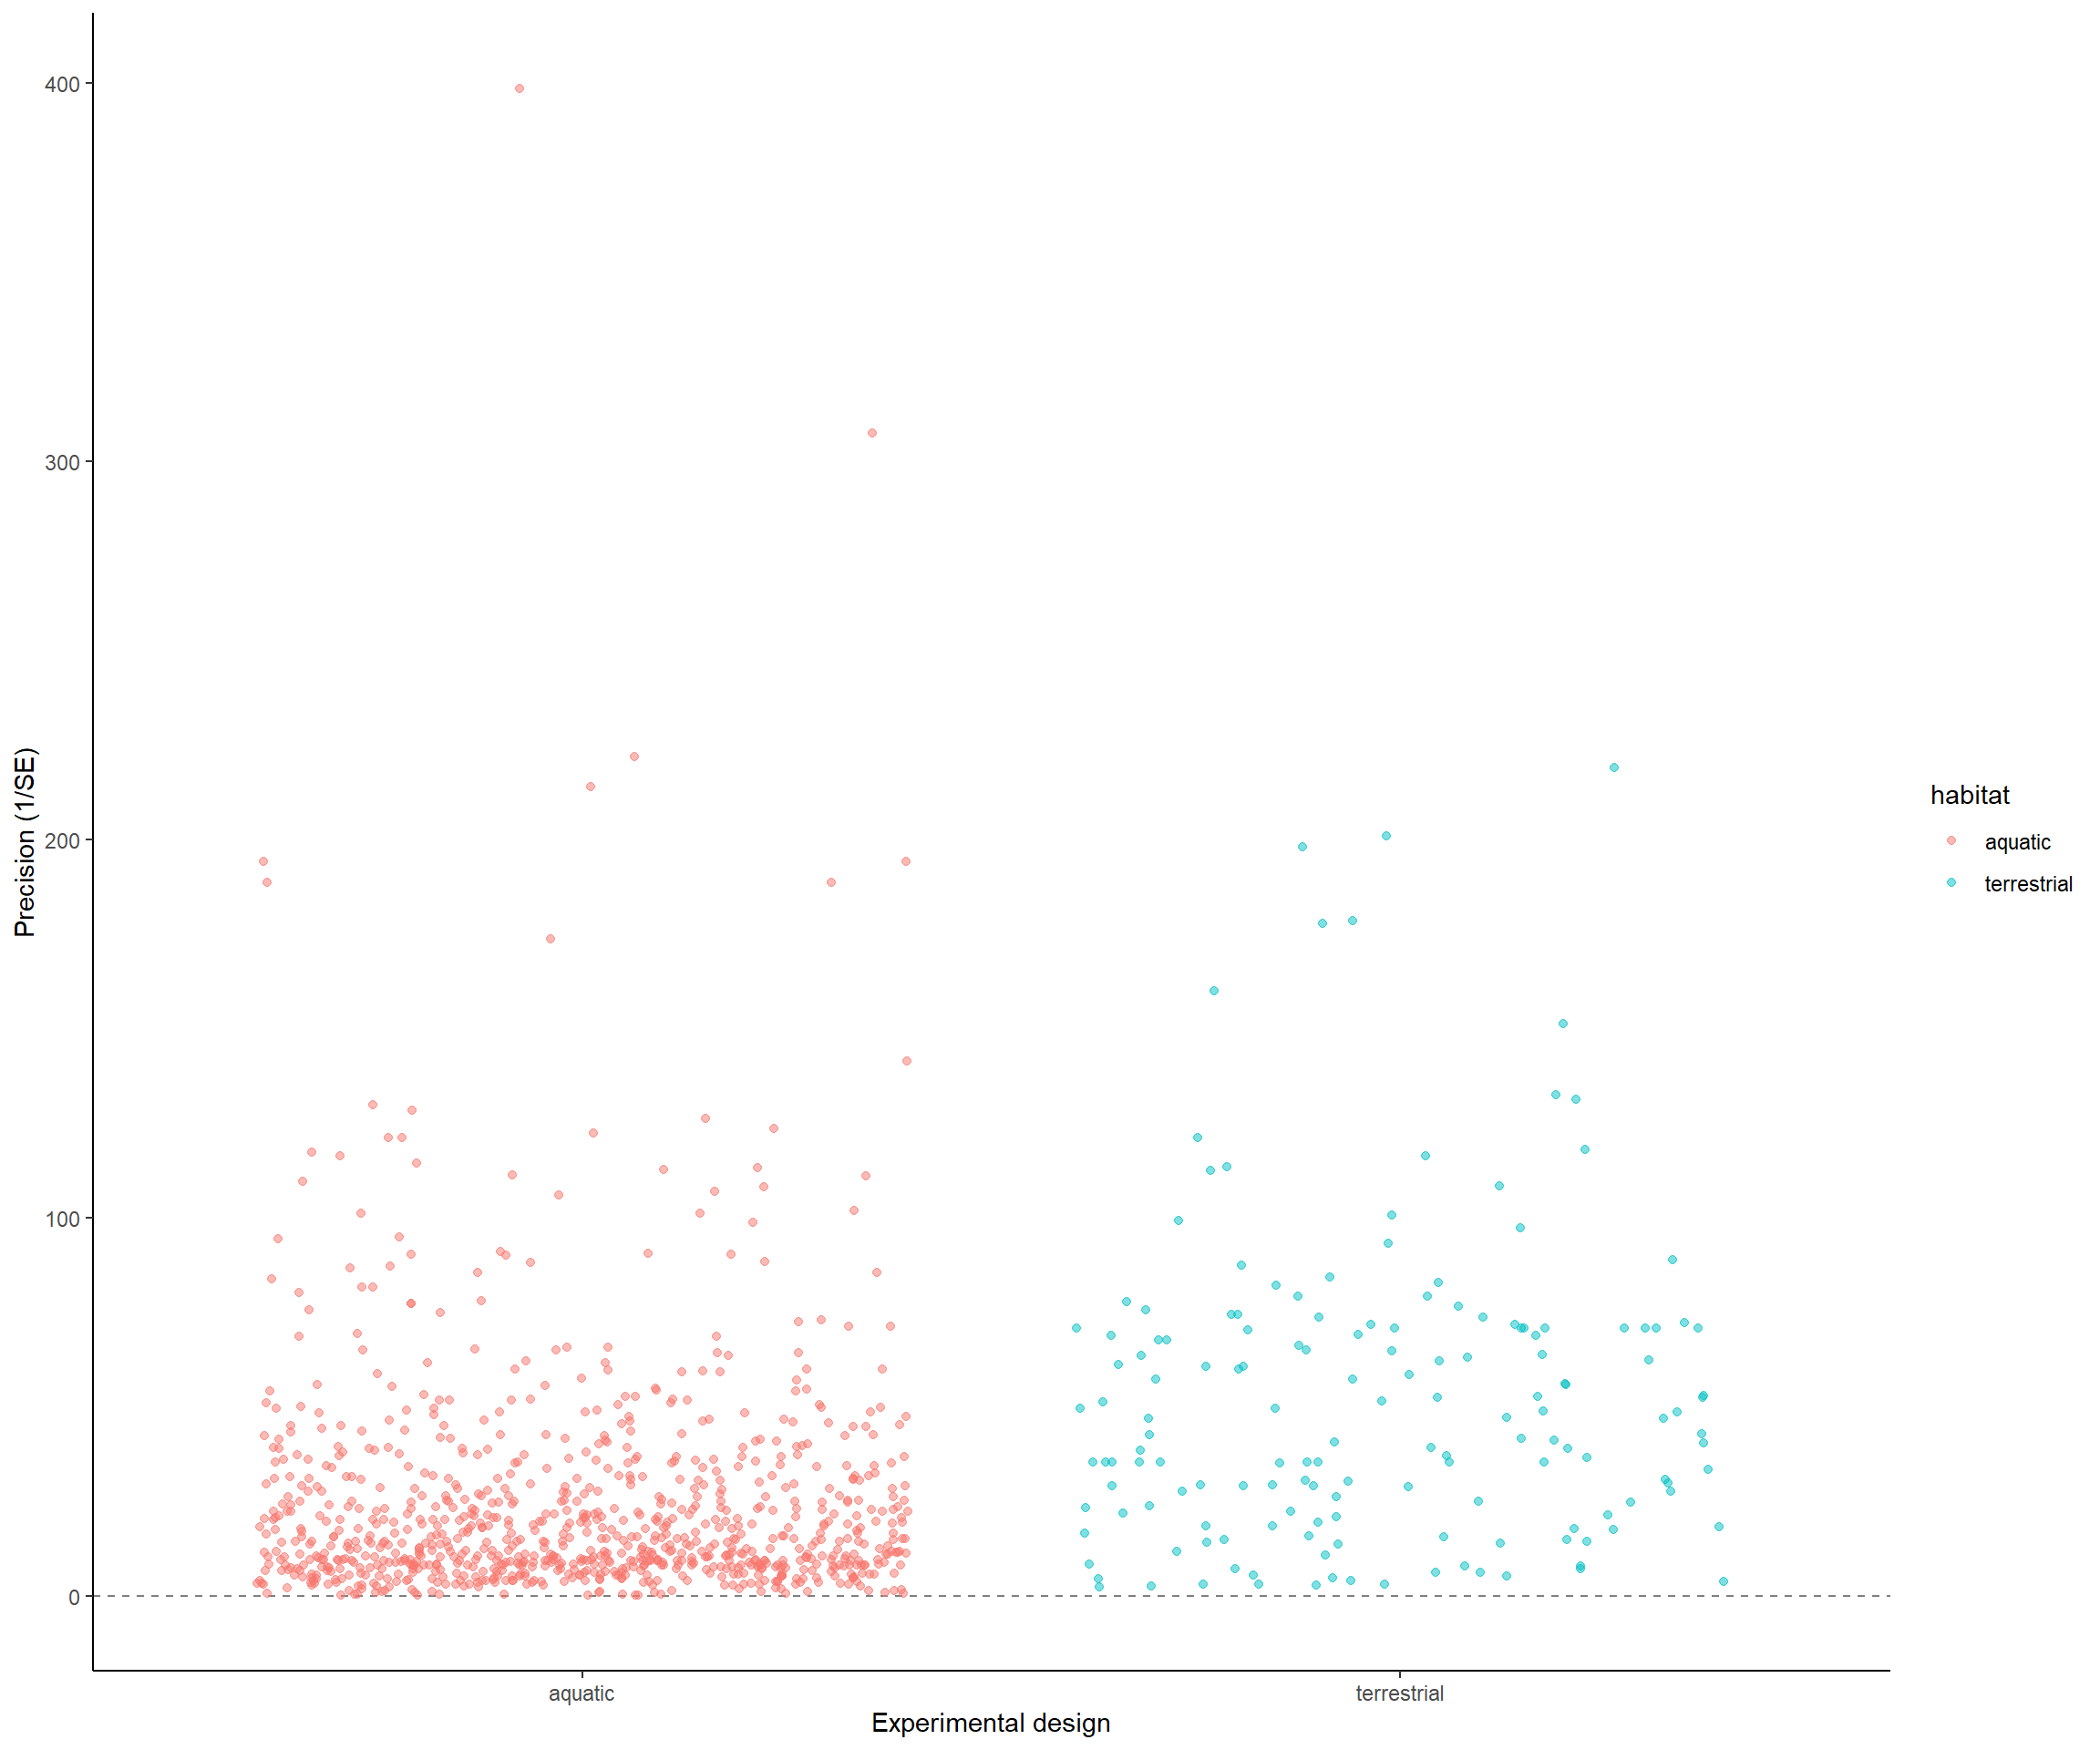 400
300
200
100
0
Precision (1/SE)
aquatic
terrestrial
Experimental design
habitat
aquatic
terrestrial